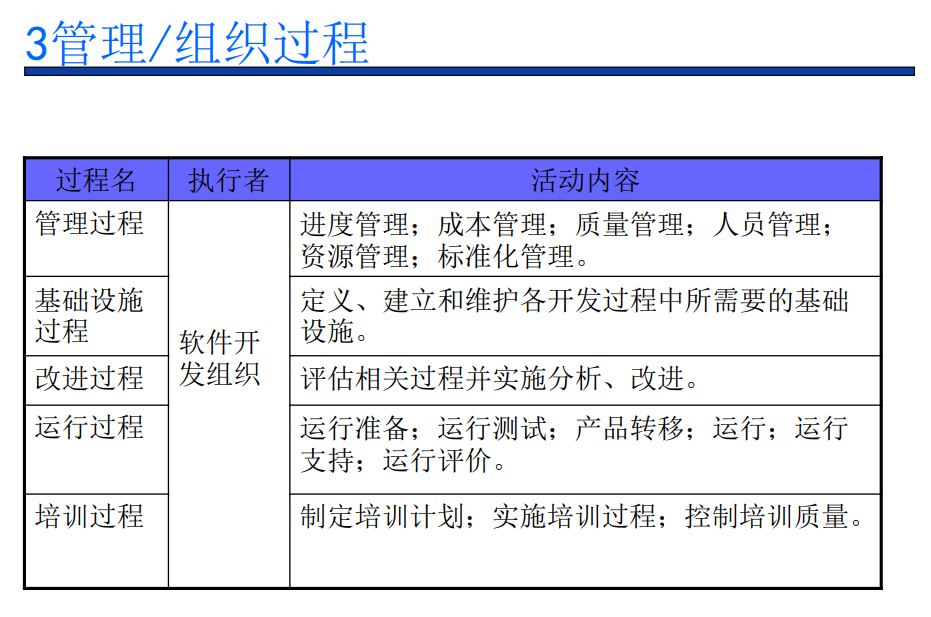 3管理/组织过程
过程名 执行者 活动内容
管理过程
进度管理；成本管理；质量管理；人员管理；
资源管理；标准化管理。
基础设施
过程
定义、建立和维护各开发过程中所需要的基础
设施。
软件开
发组织
改进过程
评估相关过程并实施分析、改进。
运行过程
运行准备；运行测试；产品转移；运行；运行
支持；运行评价。
培训过程
制定培训计划；实施培训过程；控制培训质量。